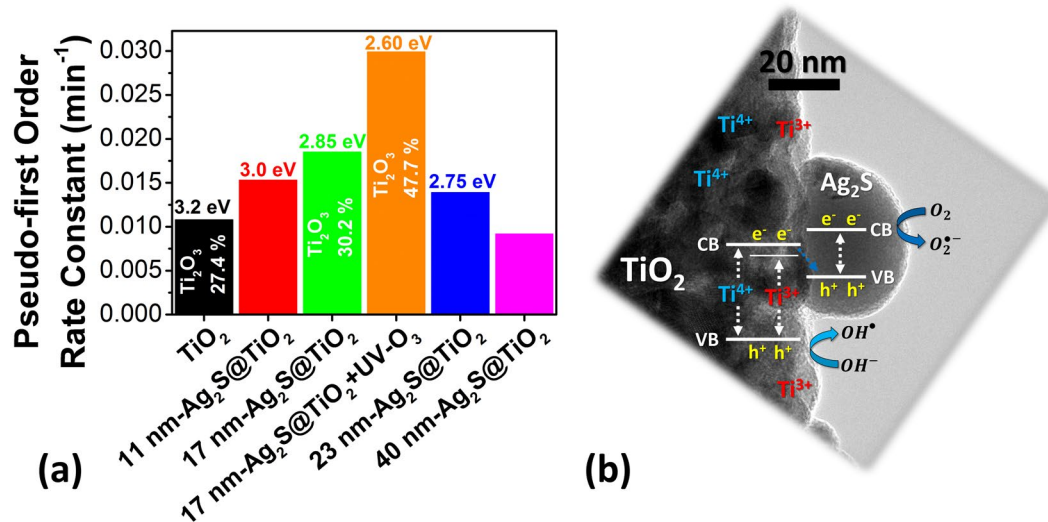 Pseudo-first Order
Rate Constant (min⁻¹)
0.030
0.025
0.020
0.015
0.010
0.005
0.000
3.2 eV
3.0 eV
2.85 eV
2.60 eV
2.75 eV
Ti₂O₃
27.4 %
Ti₂O₃
30.2 %
Ti₂O₃
47.7 %
TiO₂
11 nm-Ag₂S@TiO₂
17 nm-Ag₂S@TiO₂
17 nm-Ag₂S@TiO₂+UV-O₃
23 nm-Ag₂S@TiO₂
40 nm-Ag₂S@TiO₂
(a)
20 nm
Ti⁴⁺
Ti³⁺
Ti⁴⁺
Ag₂S
e⁻ e⁻
CB
O₂
O₂•⁻
CB
e⁻ e⁻
TiO₂
VB
h⁺ h⁺
Ti⁴⁺
Ti³⁺
VB
h⁺ h⁺
OH•
OH⁻
Ti³⁺
(b)